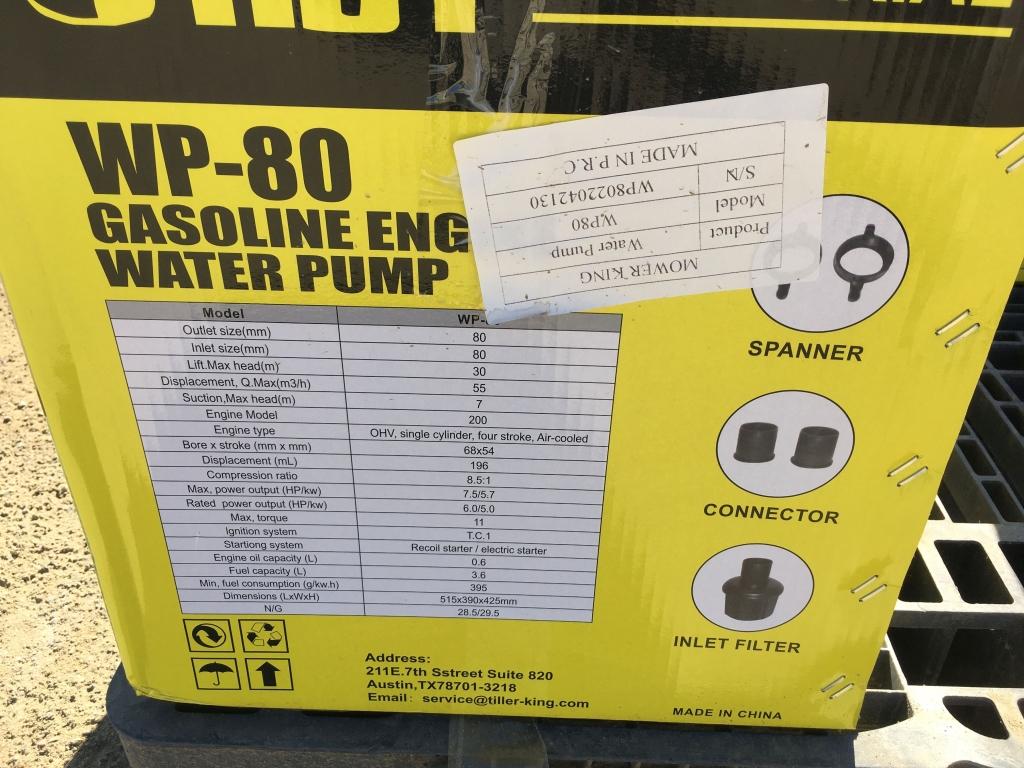 WP-80
GASOLINE ENG
WATER PUMP
MOWER KING
Product Water Pump
Model WP80
S/N WP8022042130
MADE IN P.R.C
Model WP-
Outlet size(mm) 80
Inlet size(mm) 80
Lift.Max head(m) 30
Displacement, Q.Max(m3/h) 55
Suction,Max head(m) 7
Engine Model 200
Engine type OHV, single cylinder, four stroke, Air-cooled
Bore x stroke (mm x mm) 68x54
Displacement (mL) 196
Compression ratio 8.5:1
Max, power output (HP/kw) 7.5/5.7
Rated power output (HP/kw) 6.0/5.0
Max, torque 11
Ignition system T.C.1
Startiong system Recoil starter / electric starter
Engine oil capacity (L) 0.6
Fuel capacity (L) 3.6
Min, fuel consumption (g/kw.h) 395
Dimensions (LxWxH) 515x390x425mm
N/G 28.5/29.5
SPANNER
CONNECTOR
INLET FILTER
Address:
211E.7th Sstreet Suite 820
Austin,TX78701-3218
Email: service@tiller-king.com
MADE IN CHINA